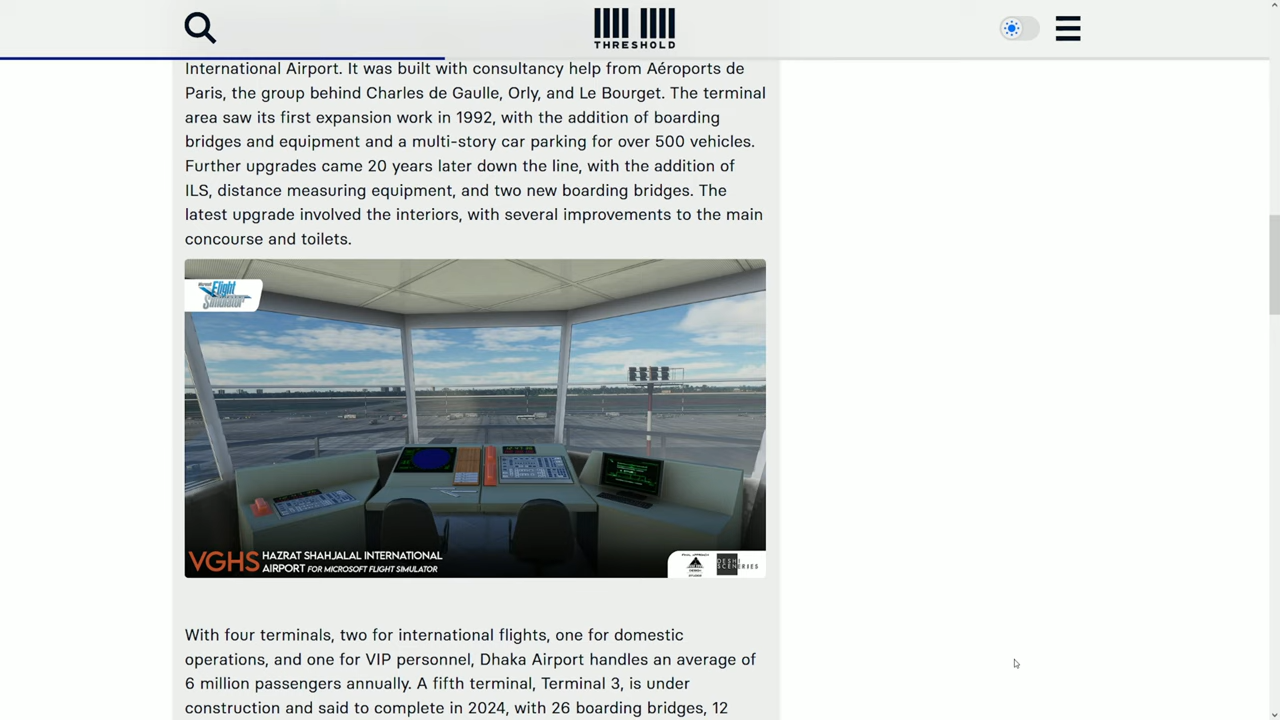 THRESHOLD
International Airport. It was built with consultancy help from Aéroports de
Paris, the group behind Charles de Gaulle, Orly, and Le Bourget. The terminal
area saw its first expansion work in 1992, with the addition of boarding
bridges and equipment and a multi-story car parking for over 500 vehicles.
Further upgrades came 20 years later down the line, with the addition of
ILS, distance measuring equipment, and two new boarding bridges. The
latest upgrade involved the interiors, with several improvements to the main
concourse and toilets.
Microsoft
Flight
Simulator
VGHS HAZRAT SHAHJALAL INTERNATIONAL
AIRPORT FOR MICROSOFT FLIGHT SIMULATOR
With four terminals, two for international flights, one for domestic
operations, and one for VIP personnel, Dhaka Airport handles an average of
6 million passengers annually. A fifth terminal, Terminal 3, is under
construction and said to complete in 2024, with 26 boarding bridges, 12